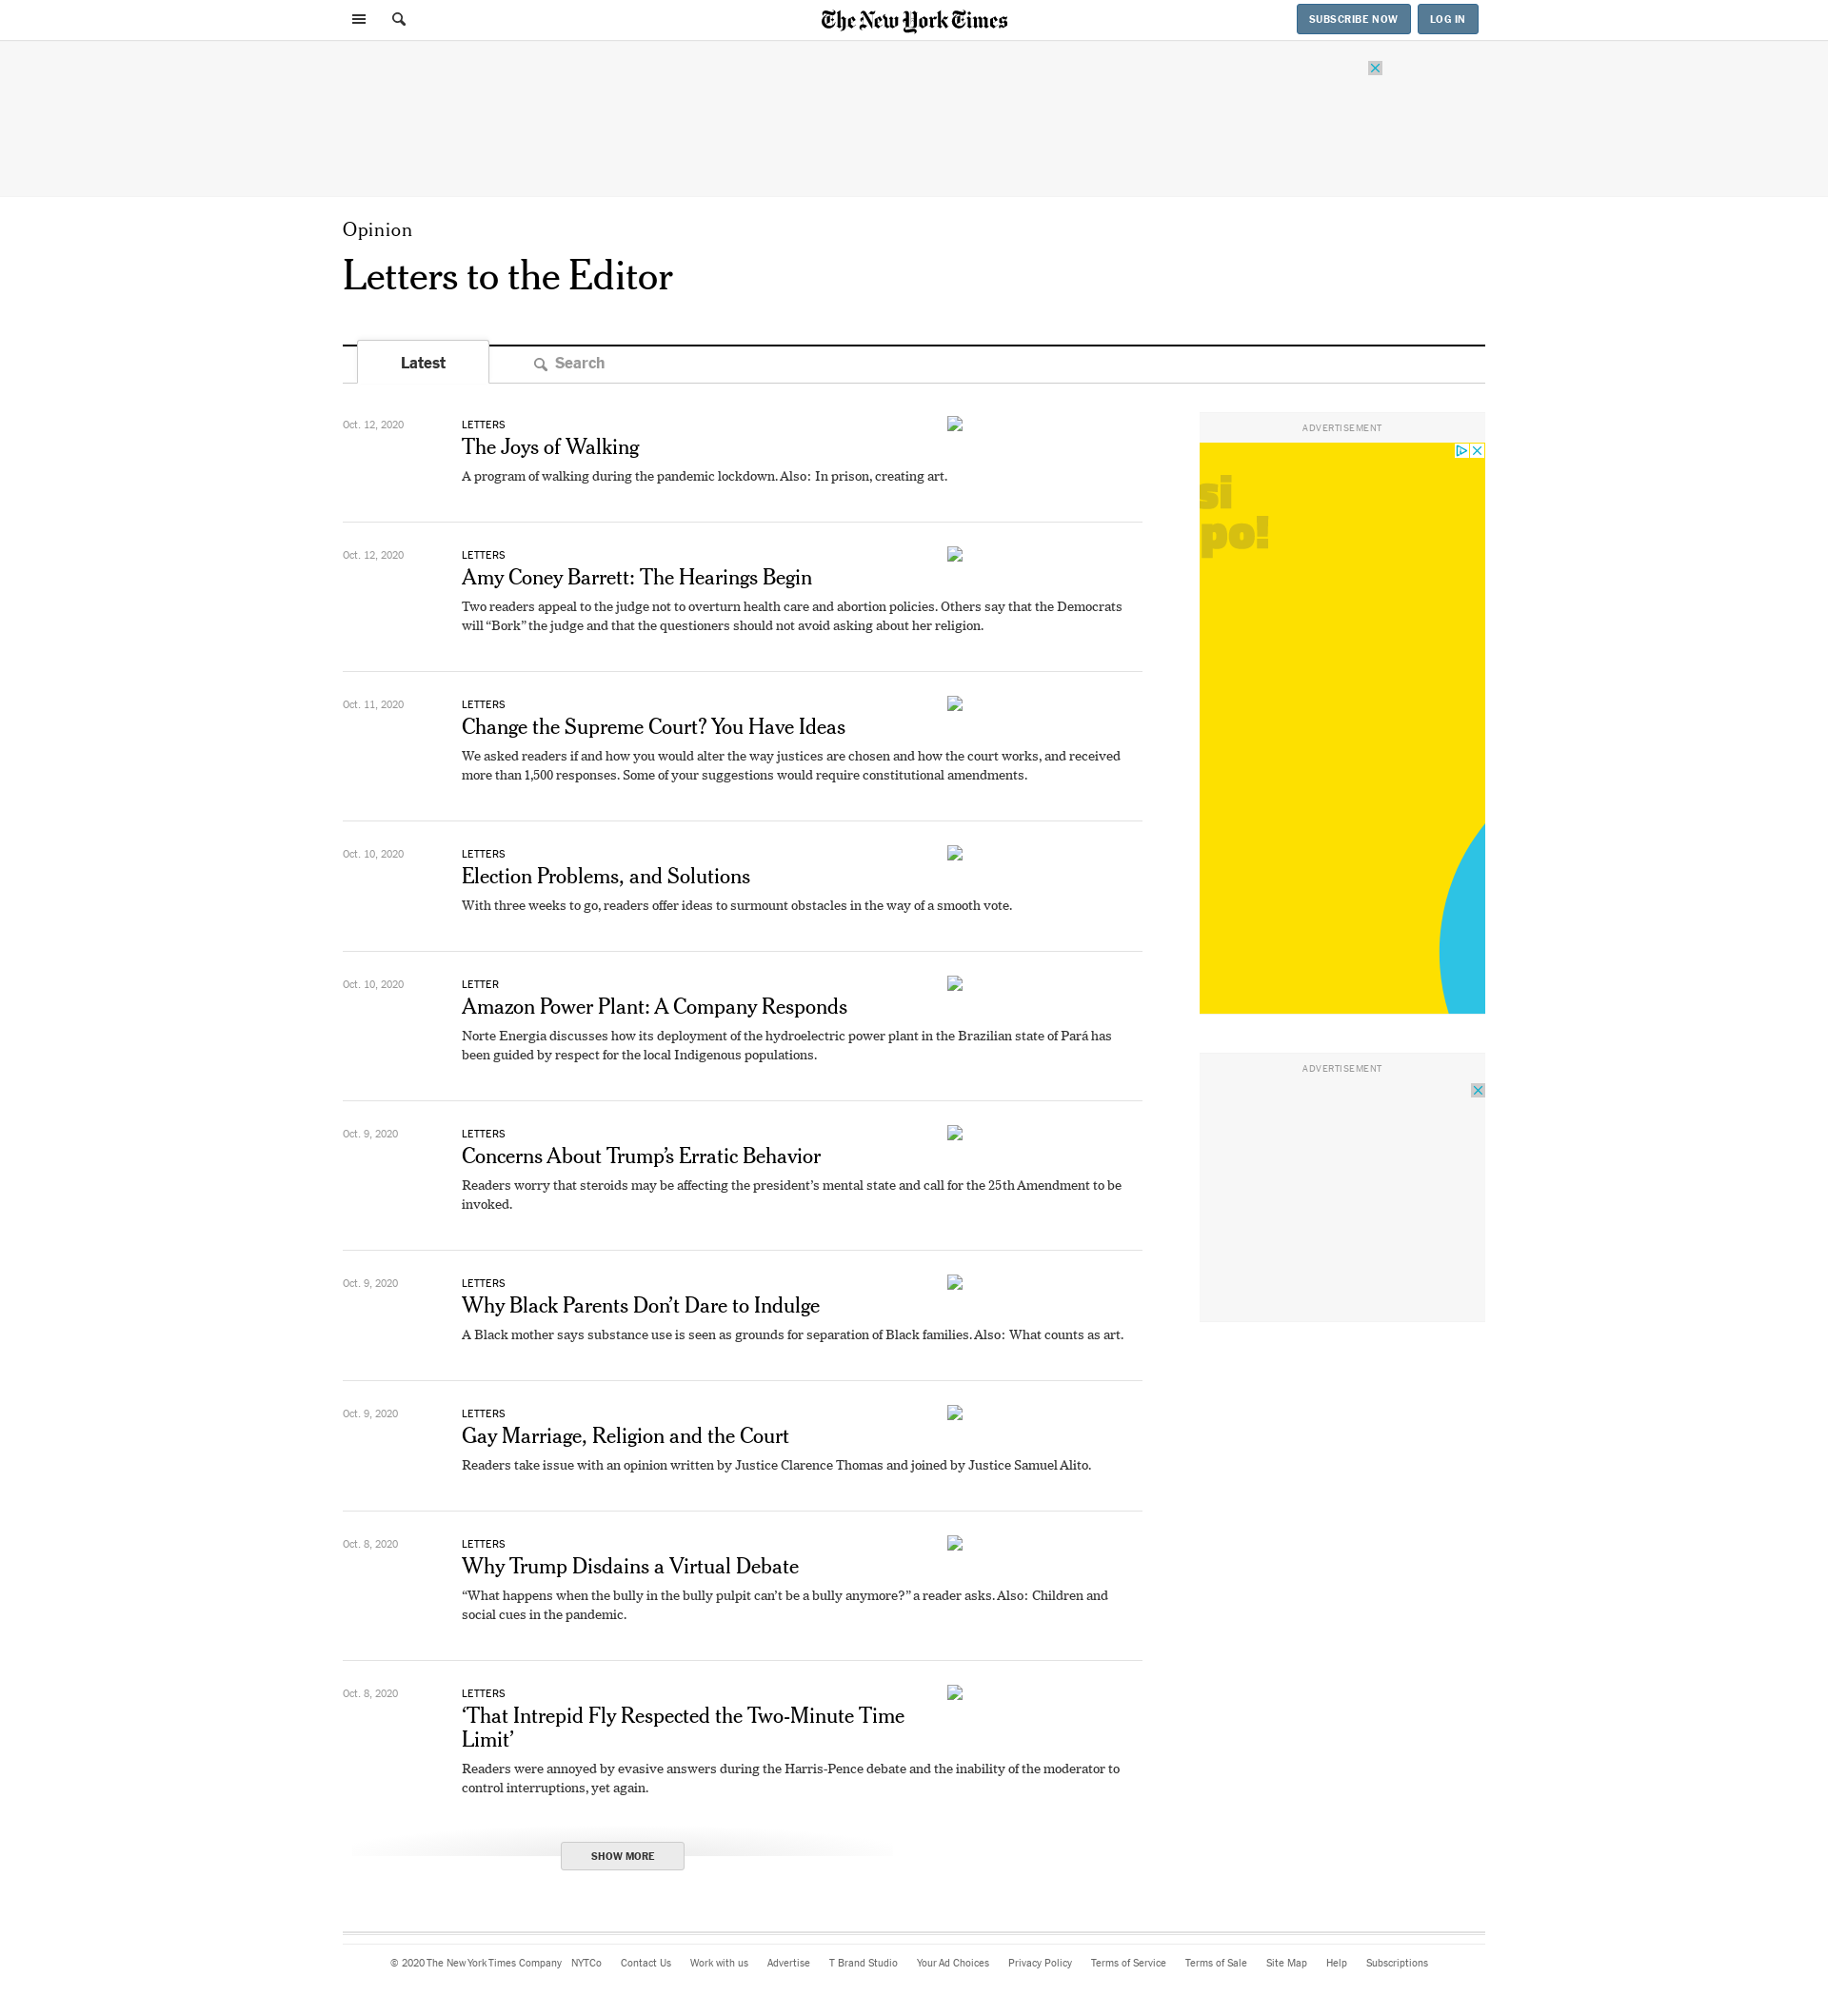 The New York Times
SUBSCRIBE NOW
LOG IN
Opinion
Letters to the Editor
Latest
Search
Oct. 12, 2020
LETTERS
The Joys of Walking
A program of walking during the pandemic lockdown. Also: In prison, creating art.
Oct. 12, 2020
LETTERS
Amy Coney Barrett: The Hearings Begin
Two readers appeal to the judge not to overturn health care and abortion policies. Others say that the Democrats
will “Bork” the judge and that the questioners should not avoid asking about her religion.
Oct. 11, 2020
LETTERS
Change the Supreme Court? You Have Ideas
We asked readers if and how you would alter the way justices are chosen and how the court works, and received
more than 1,500 responses. Some of your suggestions would require constitutional amendments.
Oct. 10, 2020
LETTERS
Election Problems, and Solutions
With three weeks to go, readers offer ideas to surmount obstacles in the way of a smooth vote.
Oct. 10, 2020
LETTER
Amazon Power Plant: A Company Responds
Norte Energia discusses how its deployment of the hydroelectric power plant in the Brazilian state of Pará has
been guided by respect for the local Indigenous populations.
Oct. 9, 2020
LETTERS
Concerns About Trump’s Erratic Behavior
Readers worry that steroids may be affecting the president’s mental state and call for the 25th Amendment to be
invoked.
Oct. 9, 2020
LETTERS
Why Black Parents Don’t Dare to Indulge
A Black mother says substance use is seen as grounds for separation of Black families. Also: What counts as art.
Oct. 9, 2020
LETTERS
Gay Marriage, Religion and the Court
Readers take issue with an opinion written by Justice Clarence Thomas and joined by Justice Samuel Alito.
Oct. 8, 2020
LETTERS
Why Trump Disdains a Virtual Debate
“What happens when the bully in the bully pulpit can’t be a bully anymore?” a reader asks. Also: Children and
social cues in the pandemic.
Oct. 8, 2020
LETTERS
‘That Intrepid Fly Respected the Two-Minute Time
Limit’
Readers were annoyed by evasive answers during the Harris-Pence debate and the inability of the moderator to
control interruptions, yet again.
SHOW MORE
ADVERTISEMENT
si
po!
ADVERTISEMENT
© 2020 The New York Times Company NYTCo Contact Us Work with us Advertise T Brand Studio Your Ad Choices Privacy Policy Terms of Service Terms of Sale Site Map Help Subscriptions